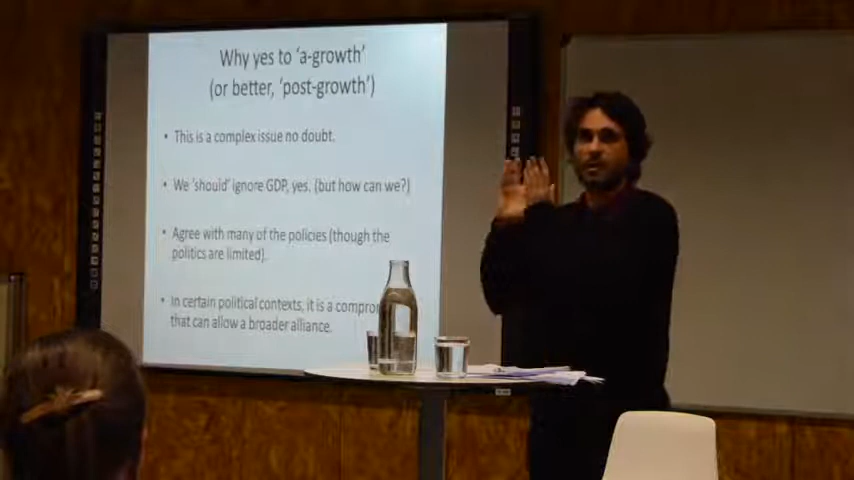 Why yes to 'a-growth'
(or better, 'post-growth')
• This is a complex issue no doubt.
• We 'should' ignore GDP, yes. (but how can we?)
• Agree with many of the policies (though the
politics are limited).
• In certain political contexts, it is a compro
that can allow a broader alliance.